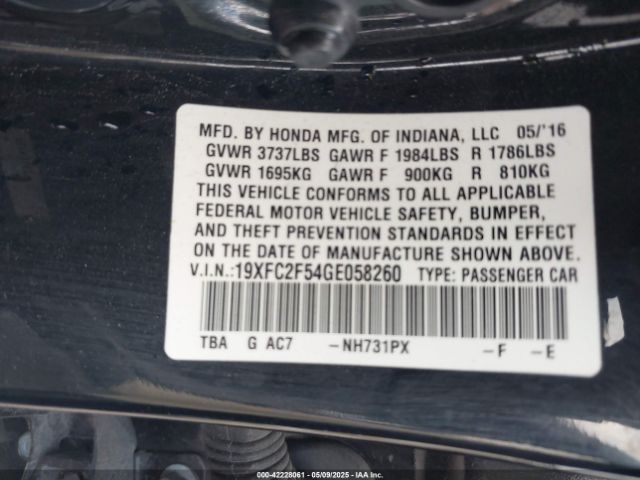 MFD. BY HONDA MFG. OF INDIANA, LLC 05/'16
GVWR 3737LBS GAWR F 1984LBS R 1786LBS
GVWR 1695KG GAWR F 900KG R 810KG
THIS VEHICLE CONFORMS TO ALL APPLICABLE
FEDERAL MOTOR VEHICLE SAFETY, BUMPER,
AND THEFT PREVENTION STANDARDS IN EFFECT
ON THE DATE OF MANUFACTURE SHOWN ABOVE.
V.I.N.:19XFC2F54GE058260 TYPE: PASSENGER CAR
TBA G AC7 -NH731PX -F -E
000-42228061 - 05/09/2025 - IAAI.COM